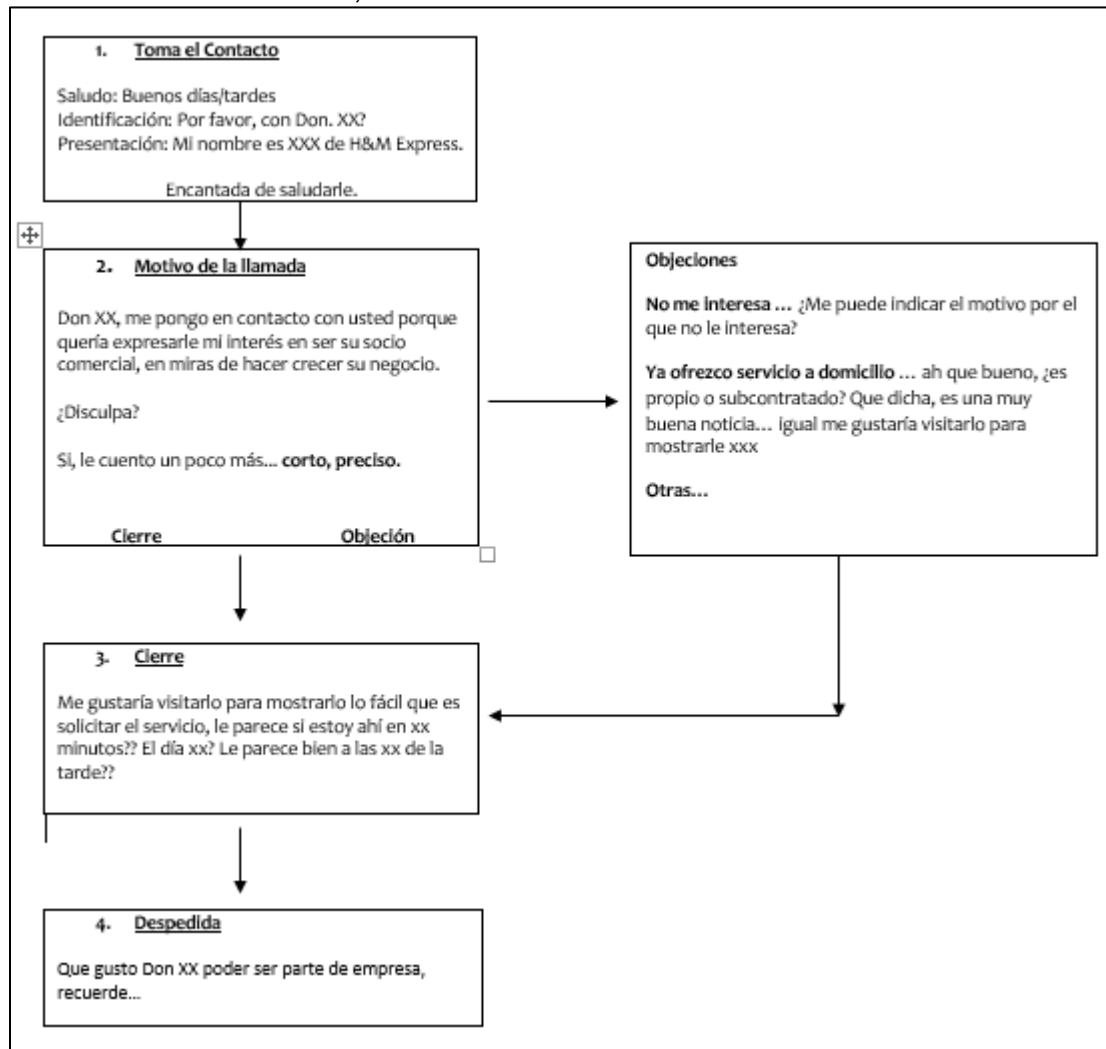 1. Toma el Contacto
Saludo: Buenos días/tardes
Identificación: Por favor, con Don. XX?
Presentación: Mi nombre es XXX de H&M Express.
Encantada de saludarle.
2. Motivo de la llamada
Don XX, me pongo en contacto con usted porque
quería expresarle mi interés en ser su socio
comercial, en miras de hacer crecer su negocio.
¿Disculpa?
Si, le cuento un poco más... corto, preciso.
Cierre Objeción
Objeciones
No me interesa ... ¿Me puede indicar el motivo por el
que no le interesa?
Ya ofrezco servicio a domicilio ... ah que bueno, ¿es
propio o subcontratado? Que dicha, es una muy
buena noticia... igual me gustaría visitarlo para
mostrarle xxx
Otras...
3. Cierre
Me gustaría visitarlo para mostrarlo lo fácil que es
solicitar el servicio, le parece si estoy ahí en xx
minutos?? El día xx? Le parece bien a las xx de la
tarde??
4. Despedida
Que gusto Don XX poder ser parte de empresa,
recuerde...